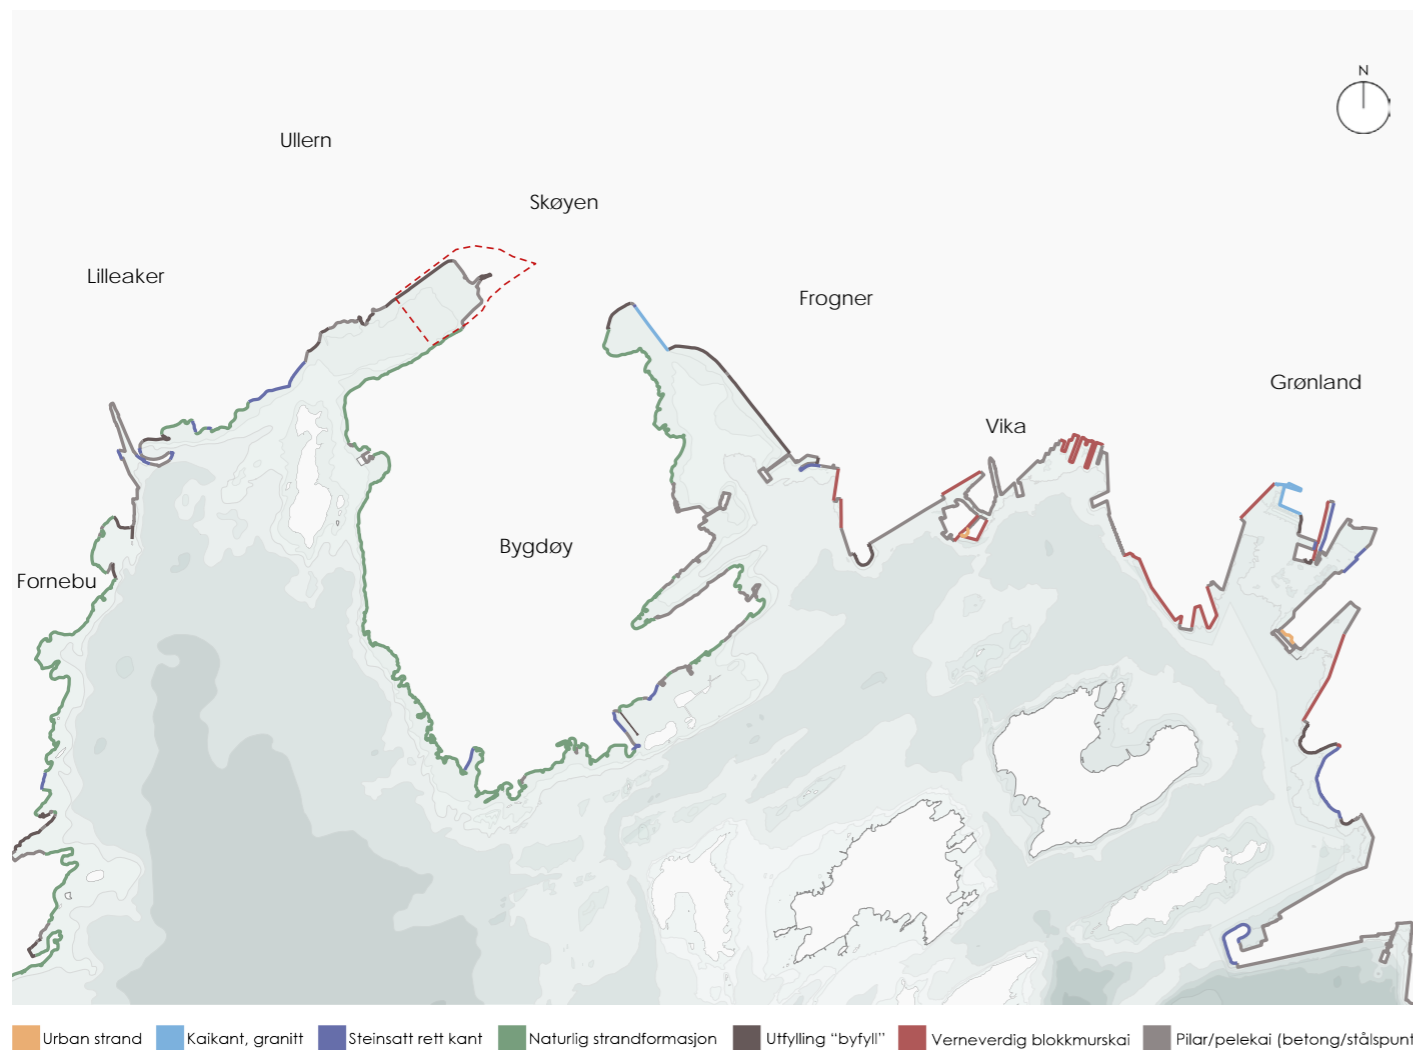 N
Ullern
Skøyen
Lilleaker
Frogner
Grønland
Vika
Bygdøy
Fornebu
Urban strand
Kaikant, granitt
Steinsatt rett kant
Naturlig strandformasjon
Utfylling “byfyll”
Verneverdig blokkmurskai
Pilar/pelekai (betong/stålspunt